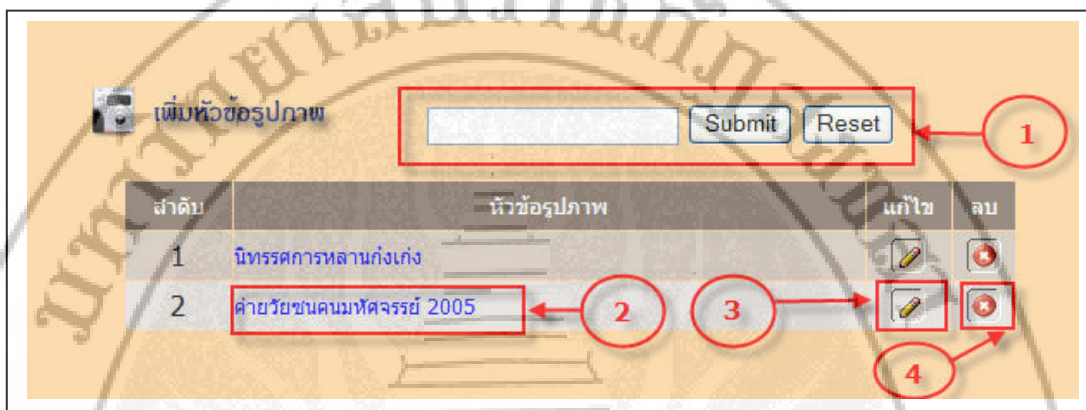 เพิ่มหัวข้อรูปภาพ Submit Reset 1
ลำดับ หัวข้อรูปภาพ แก้ไข ลบ
1 นิทรรศการหลานก๋งเก่ง
2 ค่ายวัยซนคนมหัศจรรย์ 2005 2 3
4